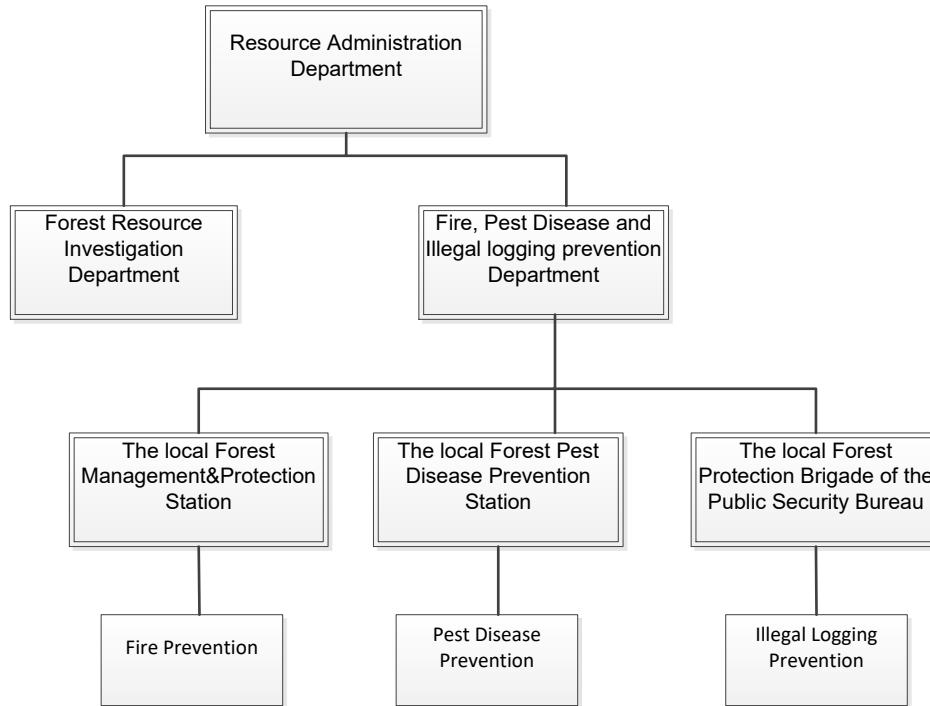 Resource Administration
Department
Forest Resource
Investigation
Department
Fire, Pest Disease and
Illegal logging prevention
Department
The local Forest
Management&Protection
Station
The local Forest Pest
Disease Prevention
Station
The local Forest
Protection Brigade of the
Public Security Bureau
Fire Prevention
Pest Disease
Prevention
Illegal Logging
Prevention